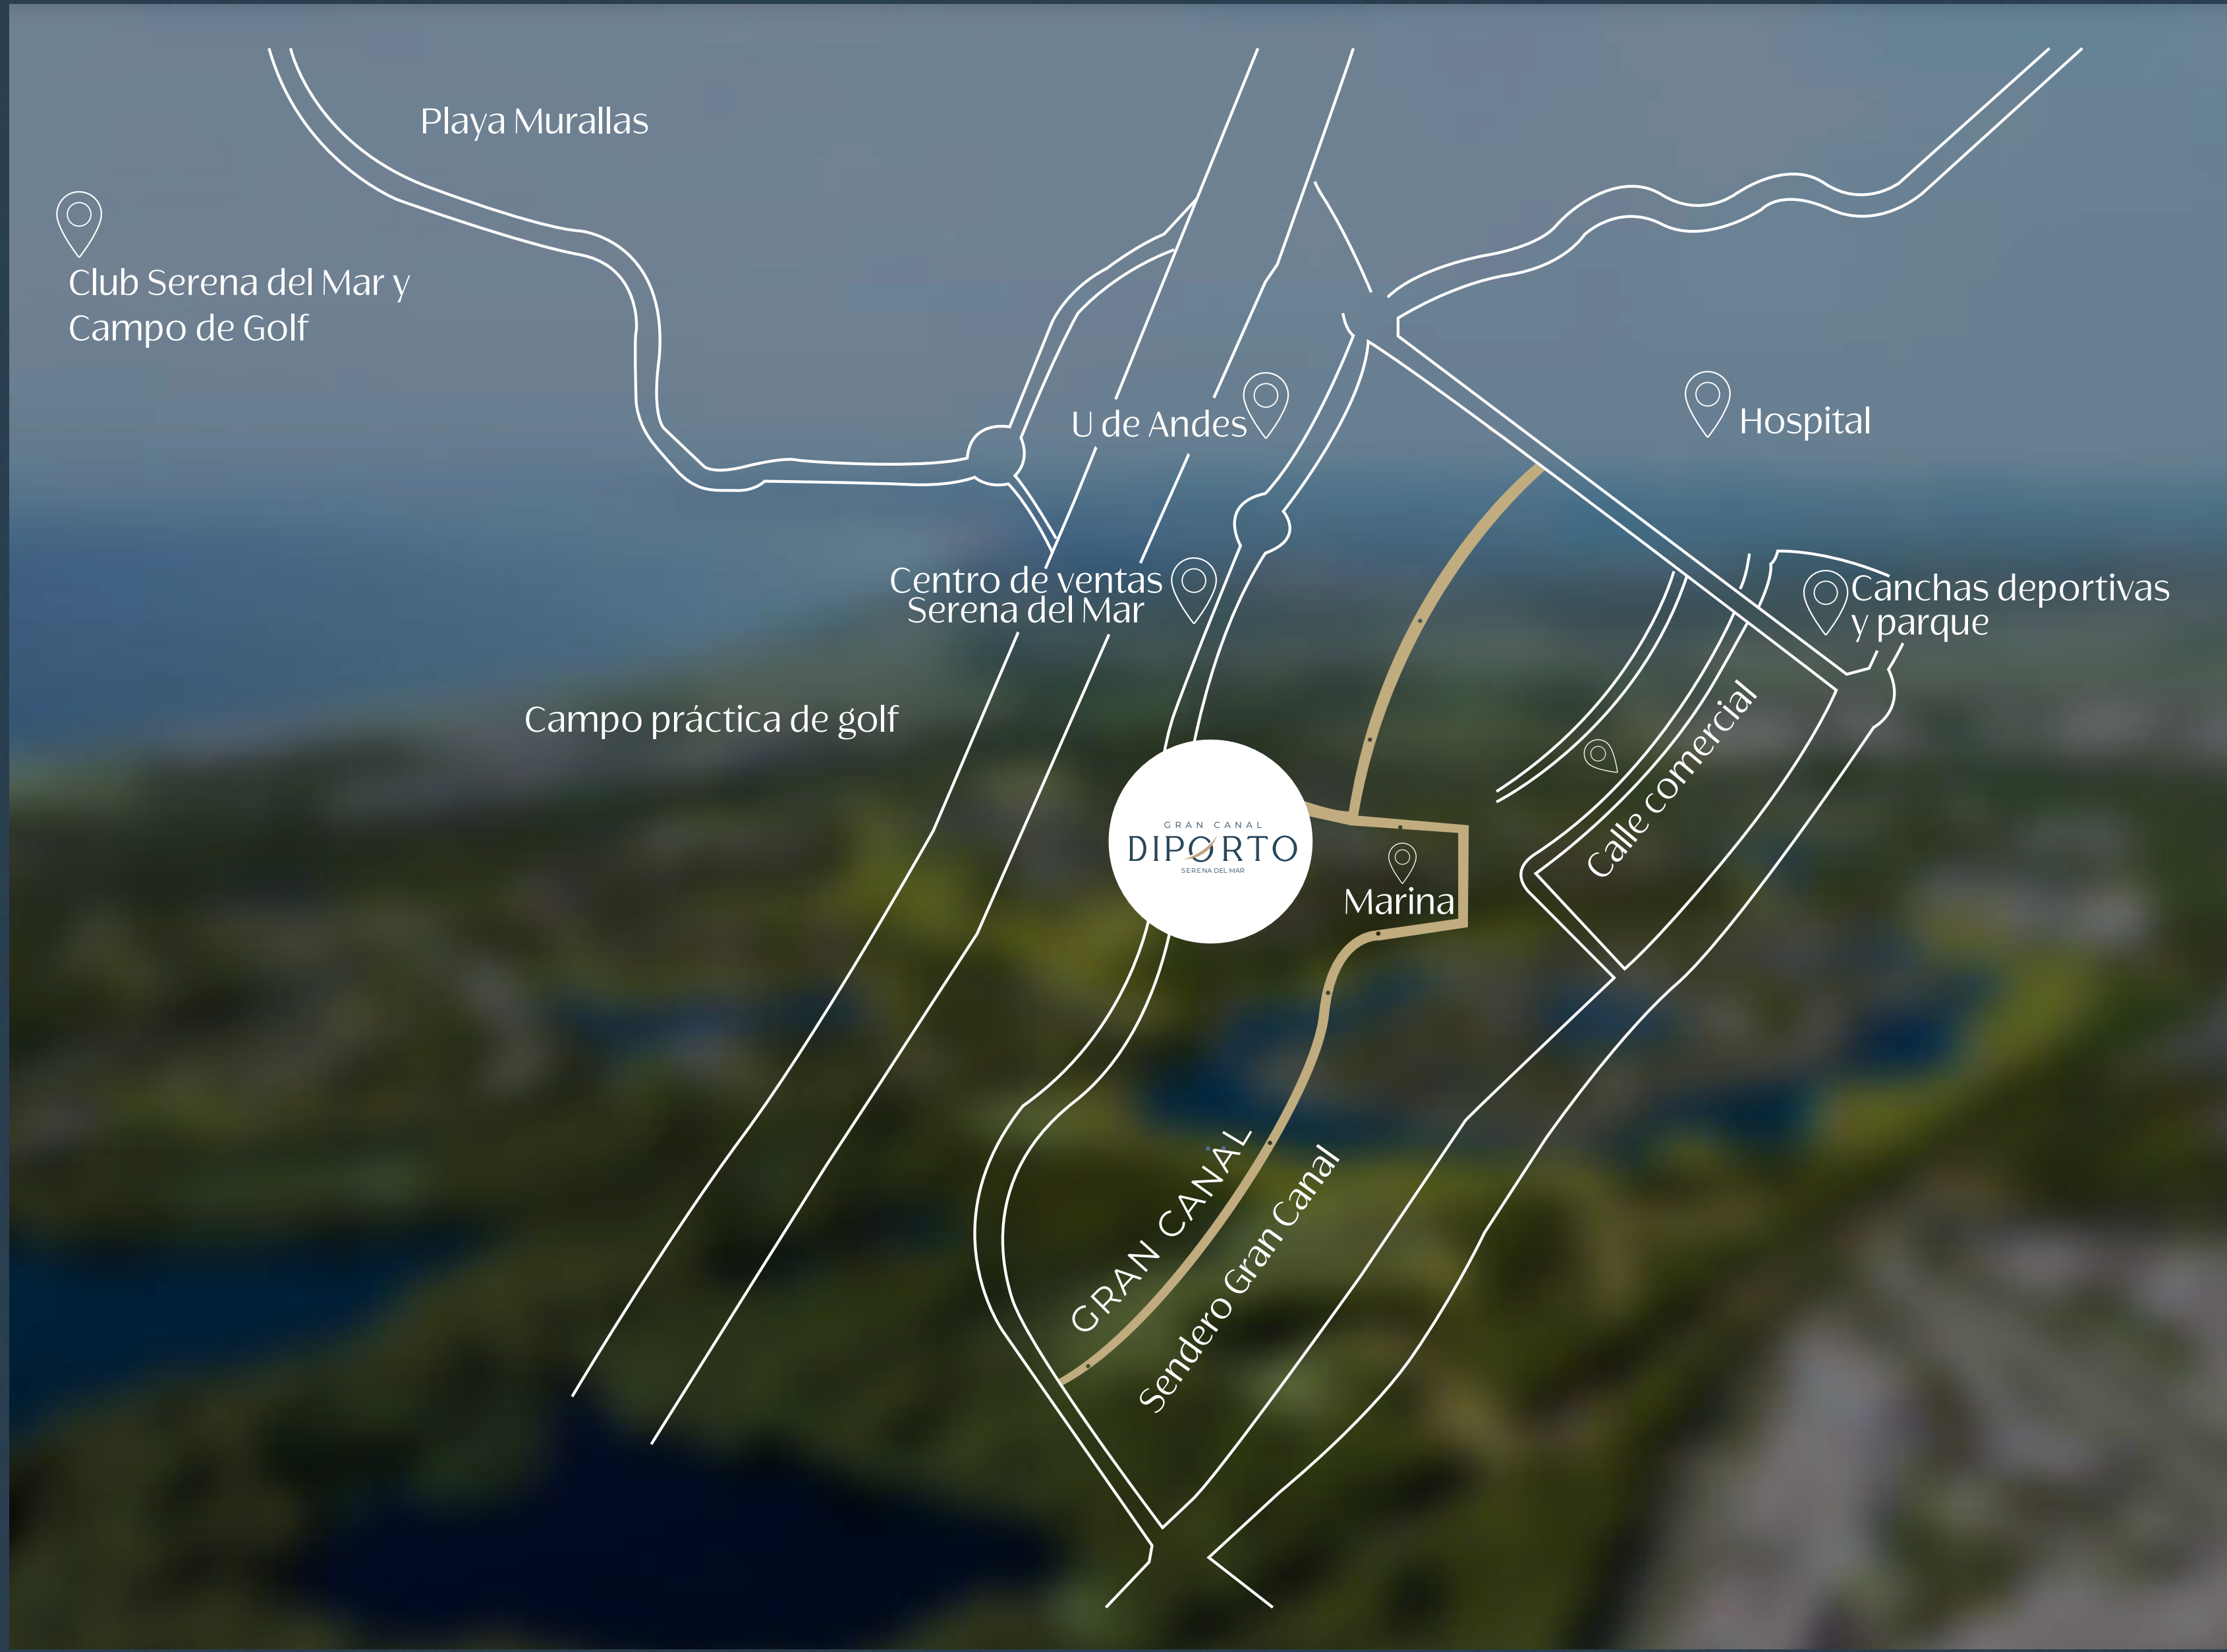 Playa Murallas
Club Serena del Mar y
Campo de Golf
U de Andes
Hospital
Centro de ventas
Serena del Mar
Canchas deportivas
y parque
Campo práctica de golf
Calle comercial
GRAN CANAL
DIPORTO
SERENA DEL MAR
Marina
GRAN CANAL
Sendero Gran Canal